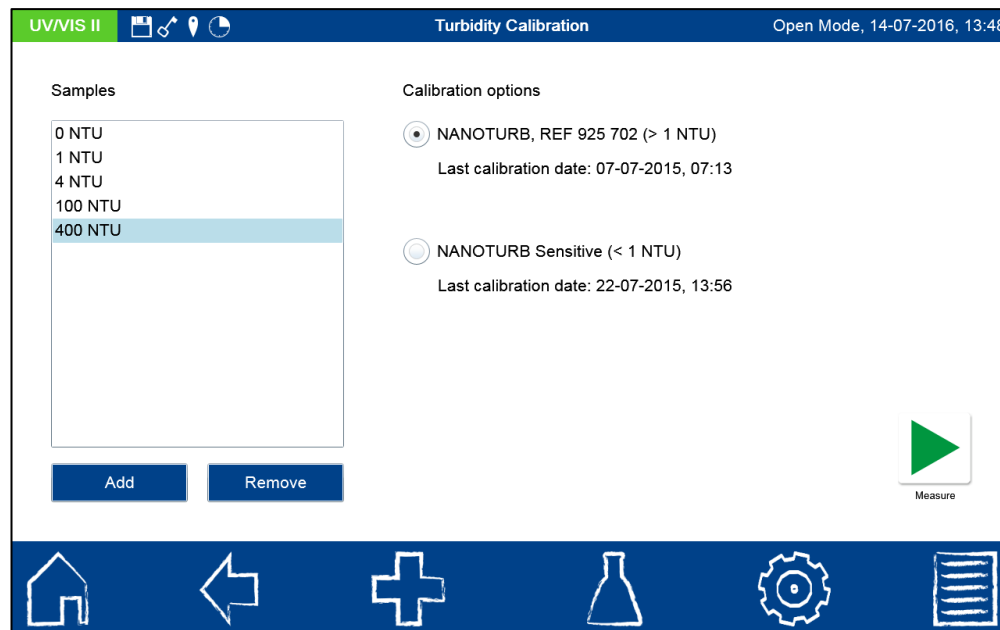 UV/VIS II
Turbidity Calibration
Open Mode, 14-07-2016, 13:48
Samples
0 NTU
1 NTU
4 NTU
100 NTU
400 NTU
Add
Remove
Calibration options
NANOTURB, REF 925 702 (> 1 NTU)
Last calibration date: 07-07-2015, 07:13
NANOTURB Sensitive (< 1 NTU)
Last calibration date: 22-07-2015, 13:56
Measure